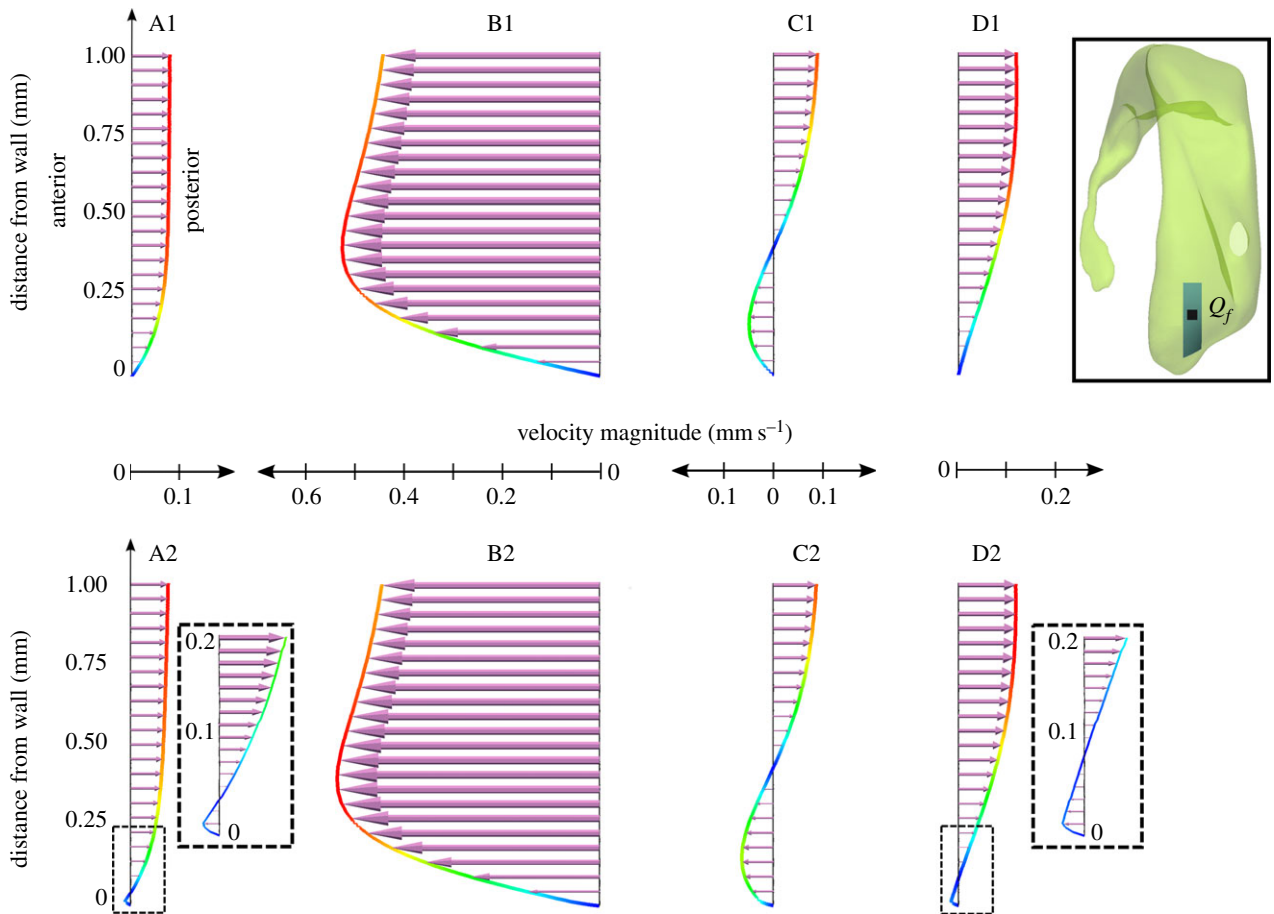 A1 B1 C1 D1
1.00
0.75
0.50
0.25
0
distance from wall (mm)
anterior
posterior
Q_f
velocity magnitude (mm s⁻¹)
0 0.1
0.6 0.4 0.2 0
0.1 0 0.1
0 0.2
A2 B2 C2 D2
1.00
0.75
0.50
0.25
0
distance from wall (mm)
0.2
0.1
0
0.2
0.1
0